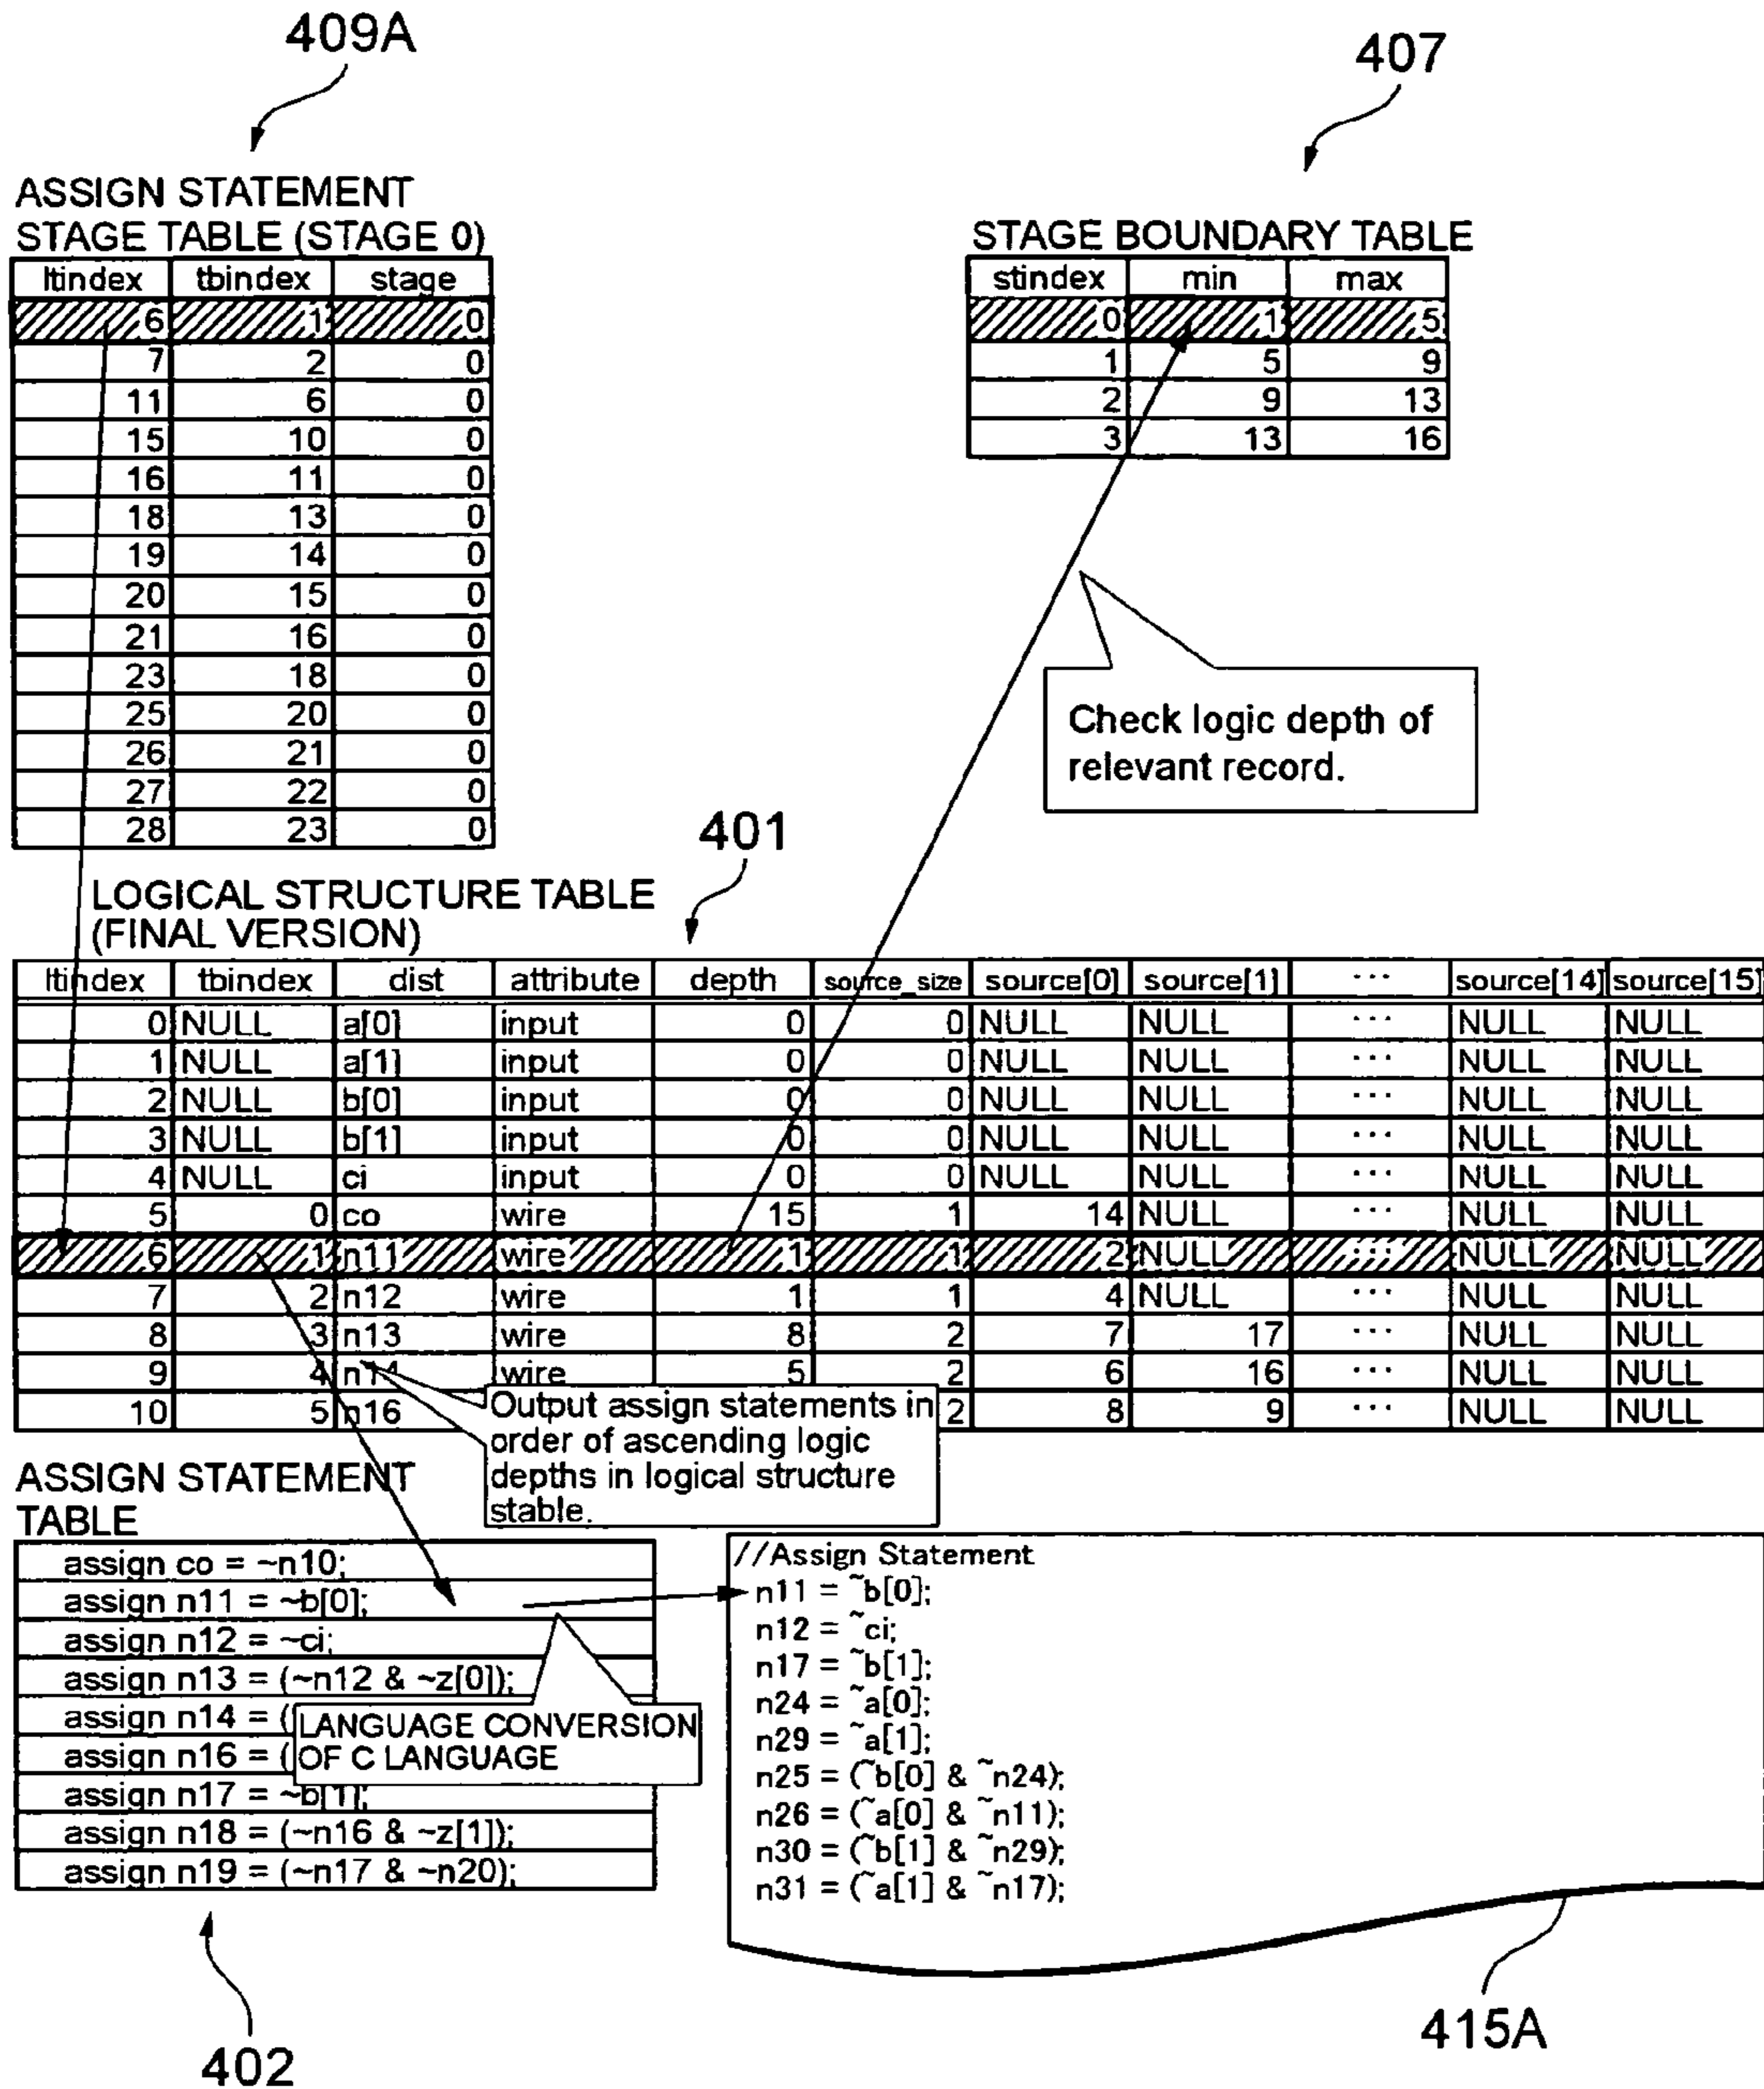 409A
407
ASSIGN STATEMENT
STAGE TABLE (STAGE 0)
ltindex tbindex stage
6 1 0
7 2 0
11 6 0
15 10 0
16 11 0
18 13 0
19 14 0
20 15 0
21 16 0
23 18 0
25 20 0
26 21 0
27 22 0
28 23 0
STAGE BOUNDARY TABLE
stindex min max
0 1 5
1 5 9
2 9 13
3 13 16
Check logic depth of
relevant record.
401
LOGICAL STRUCTURE TABLE
(FINAL VERSION)
ltindex tbindex dist attribute depth source_size source[0] source[1] ... source[14] source[15]
0 NULL a[0] input 0 0 NULL NULL ... NULL NULL
1 NULL a[1] input 0 0 NULL NULL ... NULL NULL
2 NULL b[0] input 0 0 NULL NULL ... NULL NULL
3 NULL b[1] input 0 0 NULL NULL ... NULL NULL
4 NULL ci input 0 0 NULL NULL ... NULL NULL
5 0 co wire 15 1 14 NULL ... NULL NULL
6 1 n11 wire 1 1 2 NULL ... NULL NULL
7 2 n12 wire 1 1 4 NULL ... NULL NULL
8 3 n13 wire 8 2 7 17 ... NULL NULL
9 4 n14 wire 5 2 6 16 ... NULL NULL
10 5 n16 2 8 9 ... NULL NULL
Output assign statements in
order of ascending logic
depths in logical structure
stable.
ASSIGN STATEMENT
TABLE
assign co = ~n10;
assign n11 = ~b[0];
assign n12 = ~ci;
assign n13 = (~n12 & ~z[0]);
assign n14 = (
assign n16 = (
assign n17 = ~b[1];
assign n18 = (~n16 & ~z[1]);
assign n19 = (~n17 & ~n20);
LANGUAGE CONVERSION
OF C LANGUAGE
//Assign Statement
n11 = ~b[0];
n12 = ~ci;
n17 = ~b[1];
n24 = ~a[0];
n29 = ~a[1];
n25 = (~b[0] & ~n24);
n26 = (~a[0] & ~n11);
n30 = (~b[1] & ~n29);
n31 = (~a[1] & ~n17);
402
415A